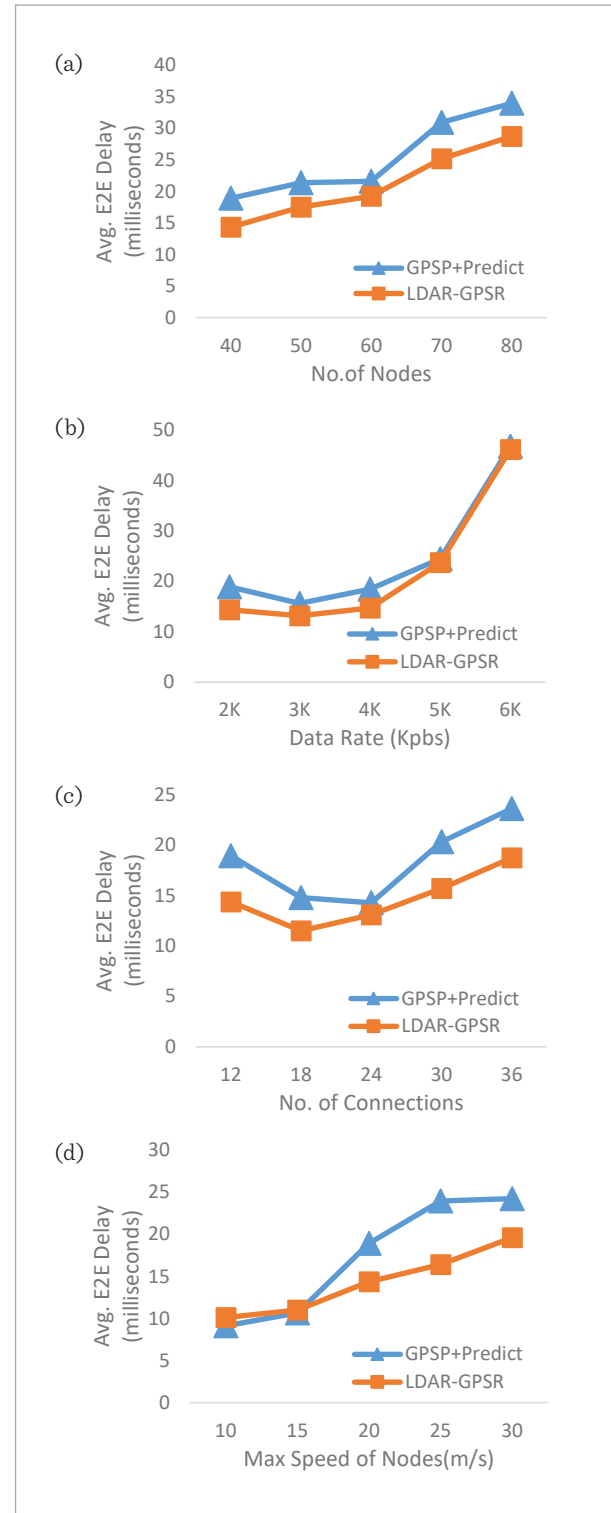 (a)
Avg. E2E Delay
(milliseconds)
40
35
30
25
20
15
10
5
0
GPSP+Predict
LDAR-GPSR
40 50 60 70 80
No.of Nodes
(b)
Avg. E2E Delay
(milliseconds)
50
40
30
20
10
0
GPSP+Predict
LDAR-GPSR
2K 3K 4K 5K 6K
Data Rate (Kpbs)
(c)
Avg. E2E Delay
(milliseconds)
25
20
15
10
5
0
GPSP+Predict
LDAR-GPSR
12 18 24 30 36
No. of Connections
(d)
Avg. E2E Delay
(milliseconds)
30
25
20
15
10
5
0
GPSP+Predict
LDAR-GPSR
10 15 20 25 30
Max Speed of Nodes(m/s)